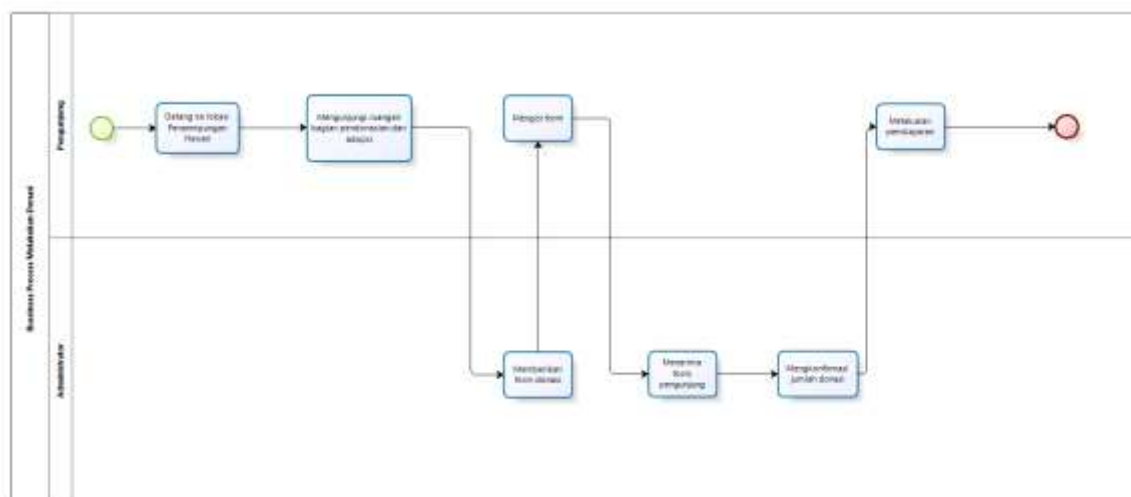 Business Process Melakukan Donasi
Pengunjung
Administrator
Datang ke lokasi
Penampungan
Hewan
Mengunjungi ruangan
bagian pendonasian dan
adopsi
Mengisi form
Melakukan
pembayaran
Memberikan
form donasi
Menerima
form
pengunjung
Mengkonfirmasi
jumlah donasi